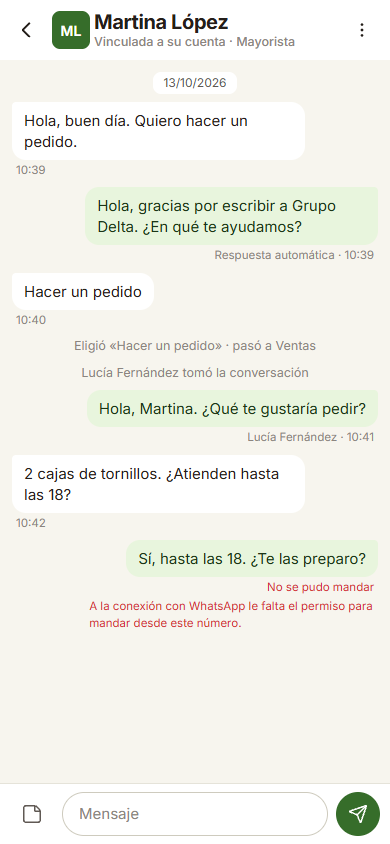 ML
Martina López
Vinculada a su cuenta · Mayorista
13/10/2026
Hola, buen día. Quiero hacer un
pedido.
10:39
Hola, gracias por escribir a Grupo
Delta. ¿En qué te ayudamos?
Respuesta automática · 10:39
Hacer un pedido
10:40
Eligió «Hacer un pedido» · pasó a Ventas
Lucía Fernández tomó la conversación
Hola, Martina. ¿Qué te gustaría pedir?
Lucía Fernández · 10:41
2 cajas de tornillos. ¿Atienden hasta
las 18?
10:42
Sí, hasta las 18. ¿Te las preparo?
No se pudo mandar
A la conexión con WhatsApp le falta el permiso para
mandar desde este número.
Mensaje